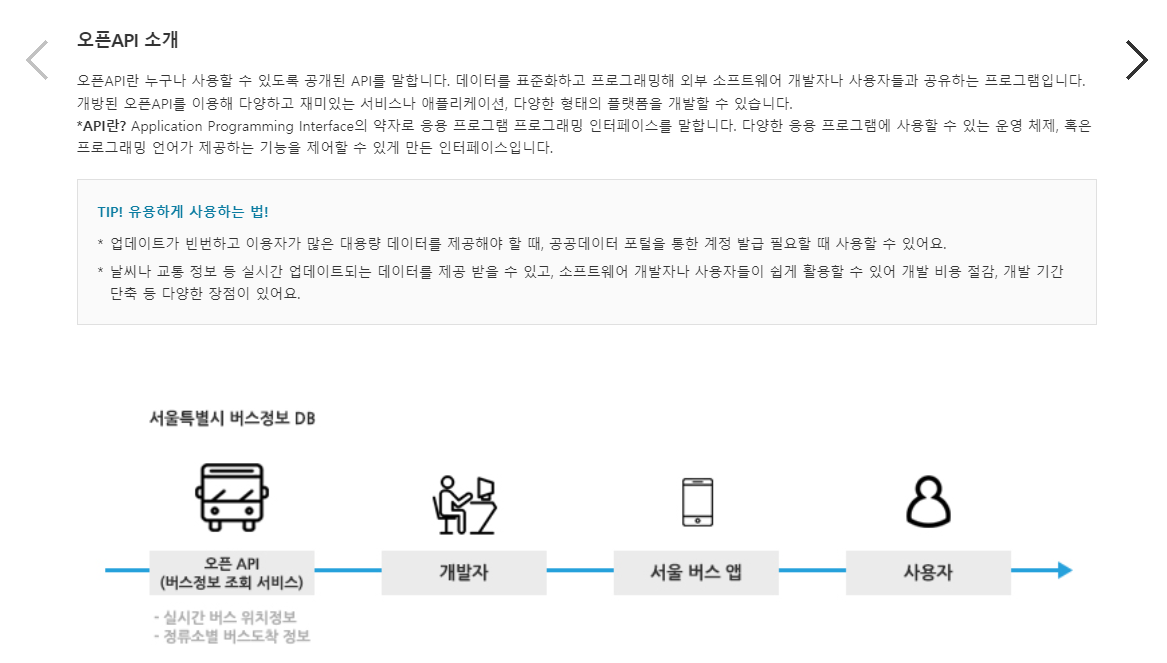 오픈API 소개
오픈API란 누구나 사용할 수 있도록 공개된 API를 말합니다. 데이터를 표준화하고 프로그래밍해 외부 소프트웨어 개발자나 사용자들과 공유하는 프로그램입니다.
개방된 오픈API를 이용해 다양하고 재미있는 서비스나 애플리케이션, 다양한 형태의 플랫폼을 개발할 수 있습니다.
*API란? Application Programming Interface의 약자로 응용 프로그램 프로그래밍 인터페이스를 말합니다. 다양한 응용 프로그램에 사용할 수 있는 운영 체제, 혹은
프로그래밍 언어가 제공하는 기능을 제어할 수 있게 만든 인터페이스입니다.
TIP! 유용하게 사용하는 법!
* 업데이트가 빈번하고 이용자가 많은 대용량 데이터를 제공해야 할 때, 공공데이터 포털을 통한 계정 발급 필요할 때 사용할 수 있어요.
* 날씨나 교통 정보 등 실시간 업데이트되는 데이터를 제공 받을 수 있고, 소프트웨어 개발자나 사용자들이 쉽게 활용할 수 있어 개발 비용 절감, 개발 기간
단축 등 다양한 장점이 있어요.
서울특별시 버스정보 DB
오픈 API
(버스정보 조회 서비스)
개발자
서울 버스 앱
사용자
- 실시간 버스 위치정보
- 정류소별 버스도착 정보